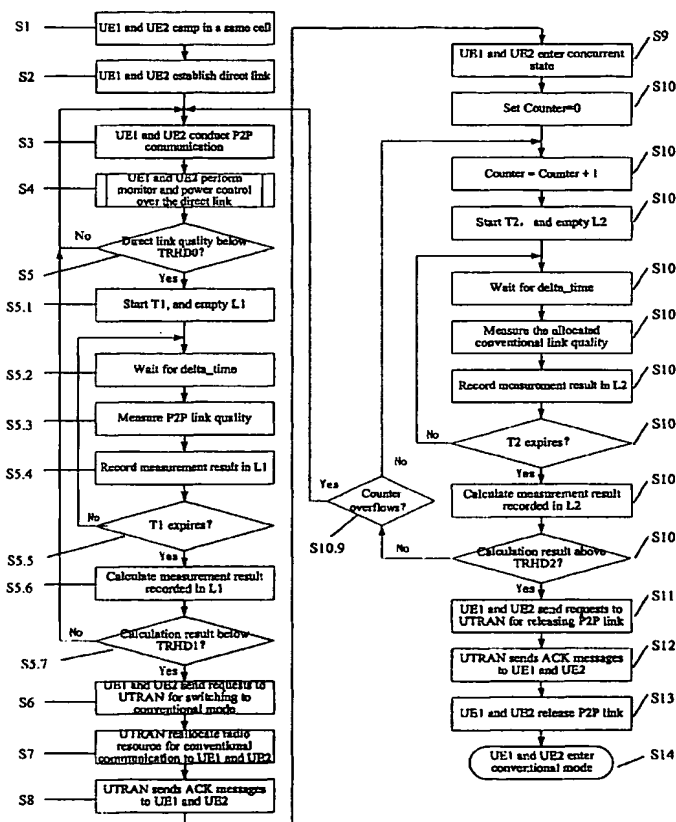 S1
UE1 and UE2 camp in a same cell
S2
UE1 and UE2 establish direct link
S3
UE1 and UE2 conduct P2P
communication
S4
UE1 and UE2 perform
monitor and power control
over the direct link
No
Direct link quality below
TRHD0?
S5
Yes
S5.1
Start T1, and empty L1
S5.2
Wait for delta_time
S5.3
Measure P2P link quality
S5.4
Record measurement result in L1
No
T1 expires?
S5.5
Yes
S5.6
Calculate measurement result
recorded in L1
No
Calculation result below
TRHD1?
S5.7
Yes
S6
UE1 and UE2 send requests to
UTRAN for switching to
conventional mode
S7
UTRAN reallocate radio
resource for conventional
communication to UE1 and UE2
S8
UTRAN sends ACK messages
to UE1 and UE2
S9
UE1 and UE2 enter concurrent
state
S10
Set Counter=0
S10
Counter = Counter + 1
S10
Start T2, and empty L2
S10
Wait for delta_time
S10
Measure the allocated
conventional link quality
S10
Record measurement result in L2
S10
No
T2 expires?
Yes
S10
Calculate measurement result
recorded in L2
S10
Calculation result above
TRHD2?
No
Yes
No
Yes
Counter
overflows?
S10.9
S11
UE1 and UE2 send requests to
UTRAN for releasing P2P link
S12
UTRAN sends ACK messages
to UE1 and UE2
S13
UE1 and UE2 release P2P link
S14
UE1 and UE2 enter
conventional mode